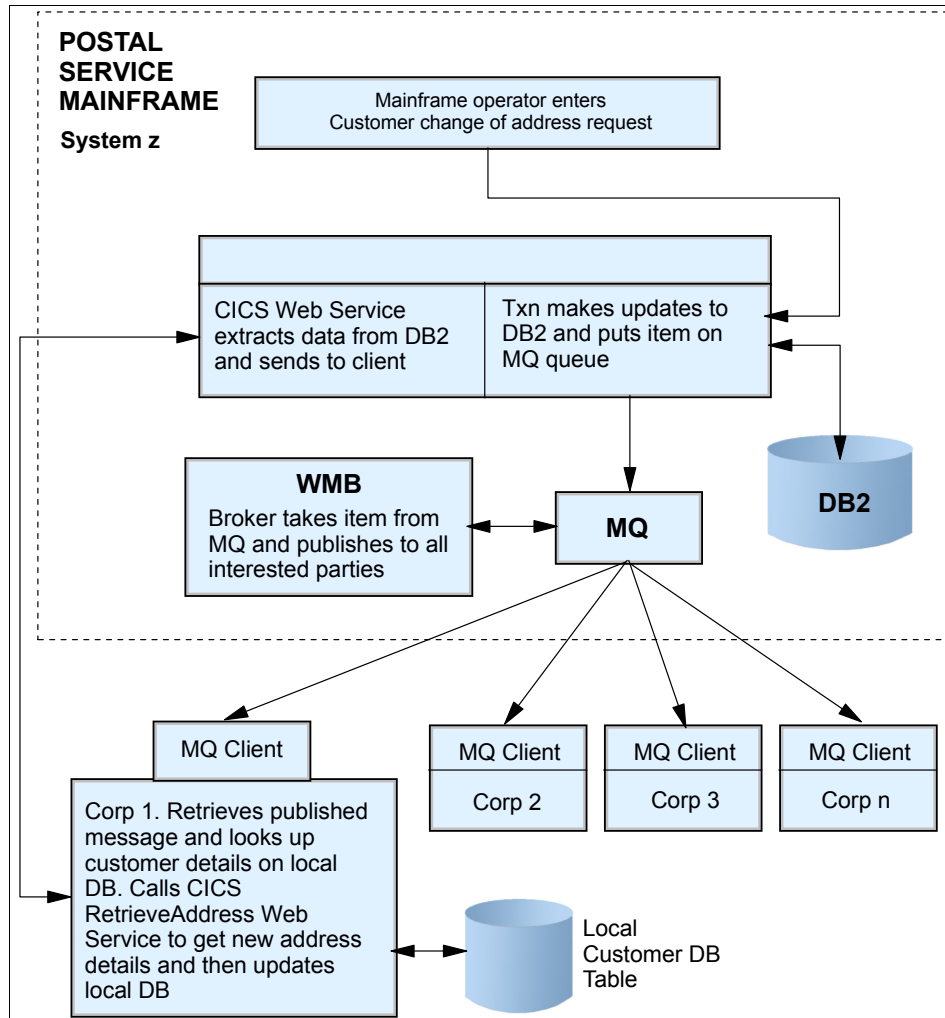 POSTAL
SERVICE
MAINFRAME
System z
Mainframe operator enters
Customer change of address request
CICS Web Service
extracts data from DB2
and sends to client
Txn makes updates to
DB2 and puts item on
MQ queue
WMB
Broker takes item from
MQ and publishes to all
interested parties
MQ
DB2
MQ Client
Corp 1. Retrieves published
message and looks up
customer details on local
DB. Calls CICS
RetrieveAddress Web
Service to get new address
details and then updates
local DB
MQ Client
Corp 2
MQ Client
Corp 3
MQ Client
Corp n
Local
Customer DB
Table